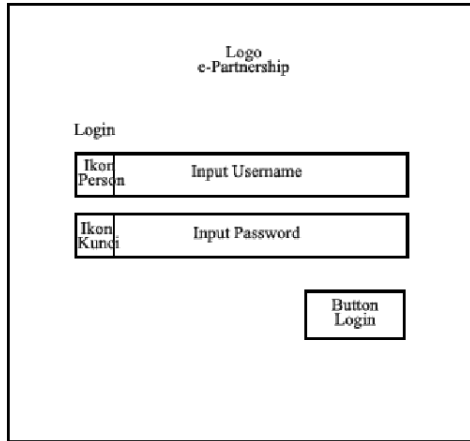 Logo
e-Partnership
Login
Ikon
Person
Input Username
Ikon
Kunci
Input Password
Button
Login